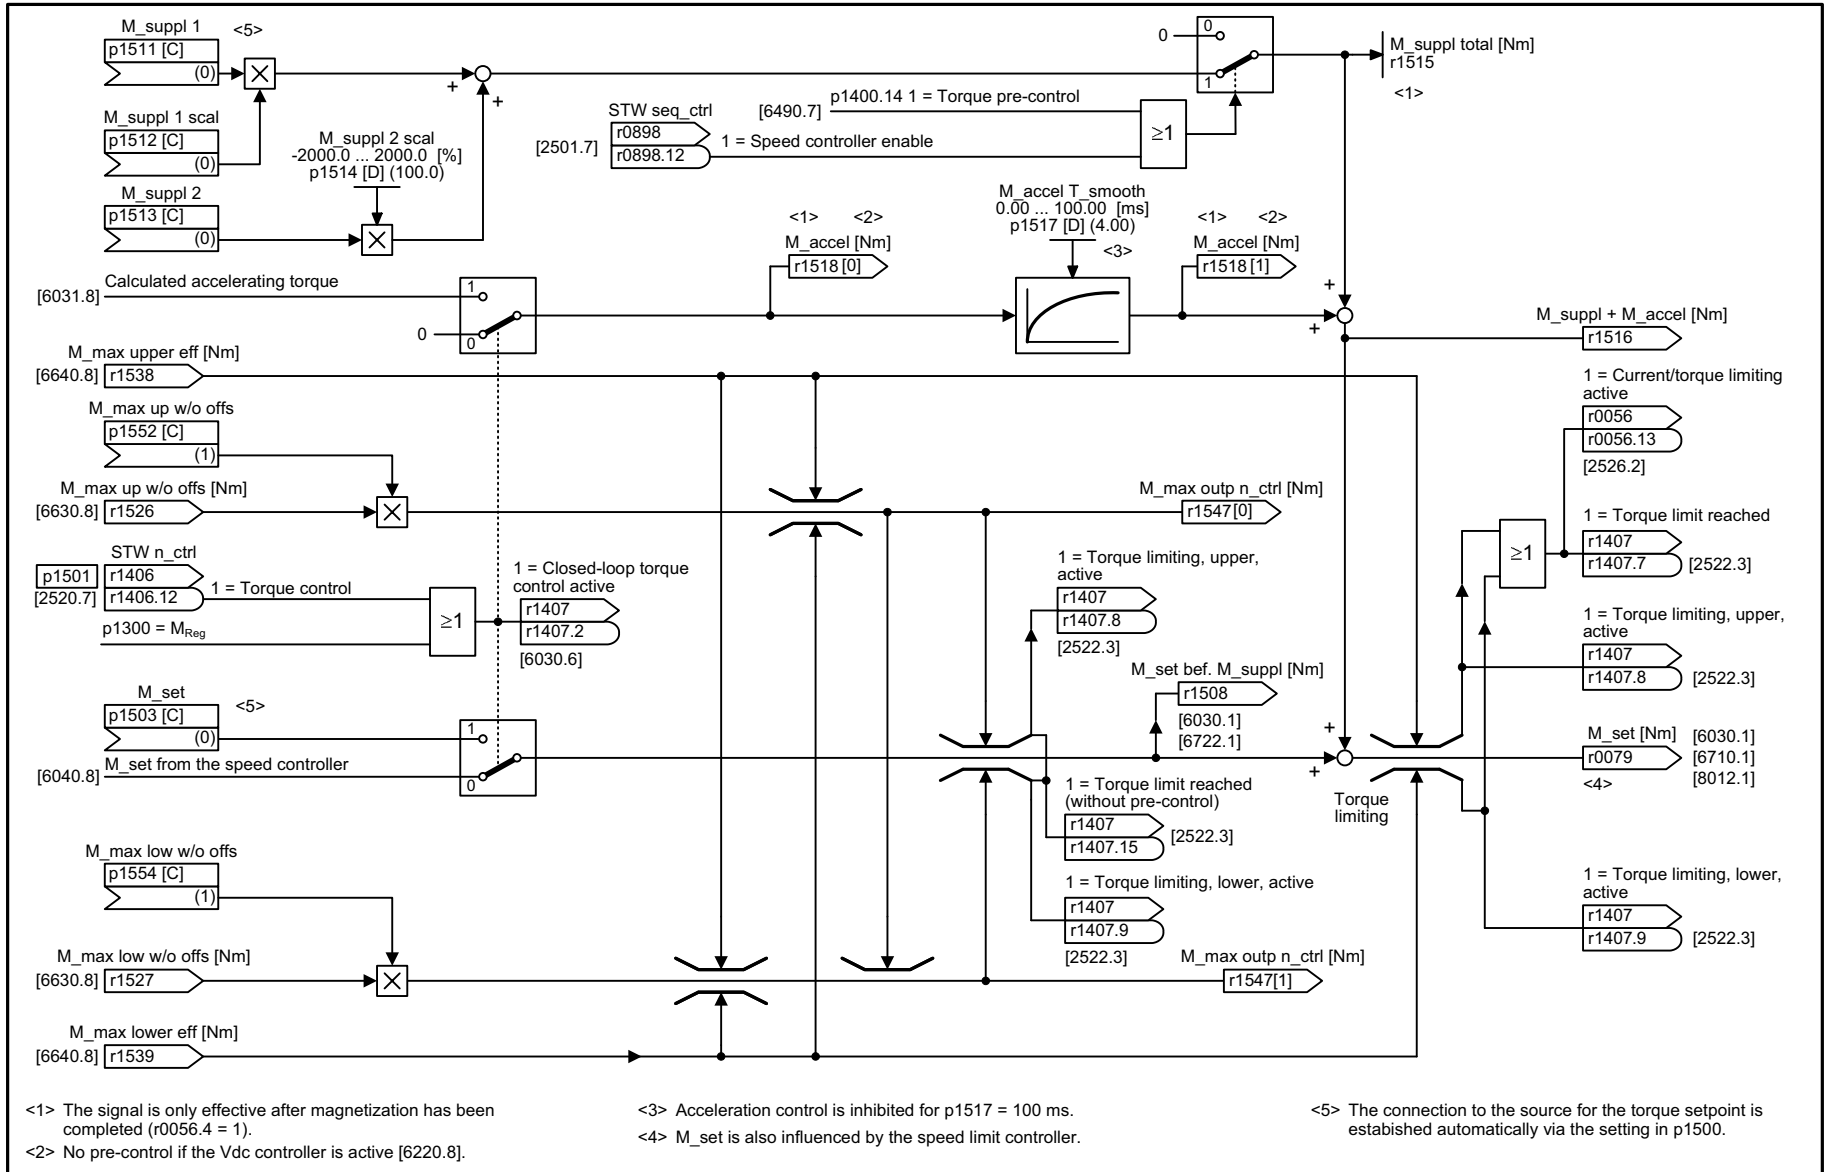 M_suppl 1
<5>
p1511 [C]
(0)
M_suppl 1 scal
p1512 [C]
(0)
M_suppl 2 scal
-2000.0 ... 2000.0 [%]
p1514 [D] (100.0)
M_suppl 2
p1513 [C]
(0)
+
+
0
0
1
M_suppl total [Nm]
r1515
<1>
[6490.7]
p1400.14 1 = Torque pre-control
STW seq_ctrl
r0898
[2501.7]
r0898.12
1 = Speed controller enable
≥1
M_accel T_smooth
0.00 ... 100.00 [ms]
p1517 [D] (4.00)
<3>
<1> <2>
M_accel [Nm]
r1518 [0]
<1> <2>
M_accel [Nm]
r1518 [1]
[6031.8]
Calculated accelerating torque
1
0
0
+
+
M_suppl + M_accel [Nm]
r1516
M_max upper eff [Nm]
[6640.8]
r1538
M_max up w/o offs
p1552 [C]
(1)
M_max up w/o offs [Nm]
[6630.8]
r1526
M_max outp n_ctrl [Nm]
r1547[0]
1 = Current/torque limiting
active
r0056
r0056.13
[2526.2]
1 = Torque limit reached
r1407
r1407.7
[2522.3]
≥1
STW n_ctrl
p1501
r1406
[2520.7]
r1406.12
1 = Torque control
p1300 = MReg
≥1
1 = Closed-loop torque
control active
r1407
r1407.2
[6030.6]
1 = Torque limiting, upper,
active
r1407
r1407.8
[2522.3]
1 = Torque limiting, upper,
active
r1407
r1407.8
[2522.3]
M_set bef. M_suppl [Nm]
r1508
[6030.1]
[6722.1]
M_set
<5>
p1503 [C]
(0)
1
[6040.8]
M_set from the speed controller
0
+
+
Torque
limiting
M_set [Nm]
r0079
<4>
[6030.1]
[6710.1]
[8012.1]
1 = Torque limit reached
(without pre-control)
r1407
r1407.15
[2522.3]
1 = Torque limiting, lower, active
r1407
r1407.9
[2522.3]
1 = Torque limiting, lower,
active
r1407
r1407.9
[2522.3]
M_max low w/o offs
p1554 [C]
(1)
M_max low w/o offs [Nm]
[6630.8]
r1527
M_max outp n_ctrl [Nm]
r1547[1]
M_max lower eff [Nm]
[6640.8]
r1539
<1> The signal is only effective after magnetization has been
completed (r0056.4 = 1).
<2> No pre-control if the Vdc controller is active [6220.8].
<3> Acceleration control is inhibited for p1517 = 100 ms.
<4> M_set is also influenced by the speed limit controller.
<5> The connection to the source for the torque setpoint is
estabished automatically via the setting in p1500.